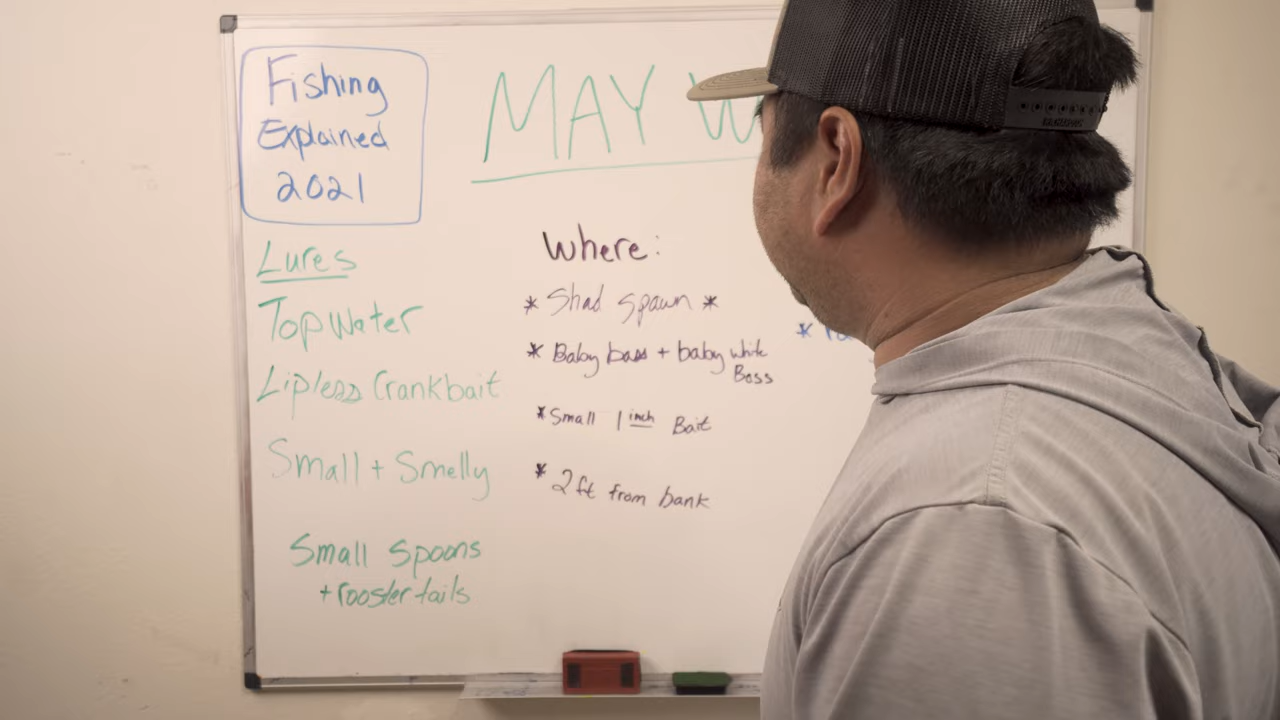 Fishing
Explained
2021
MAY W
Lures
Top Water
Lipless Crankbait
Small + Smelly
Small Spoons
+ rooster tails
Where:
* Shad spawn *
* Baby bass + baby white
Bass
* Small 1 inch Bait
* 2 ft from bank
*